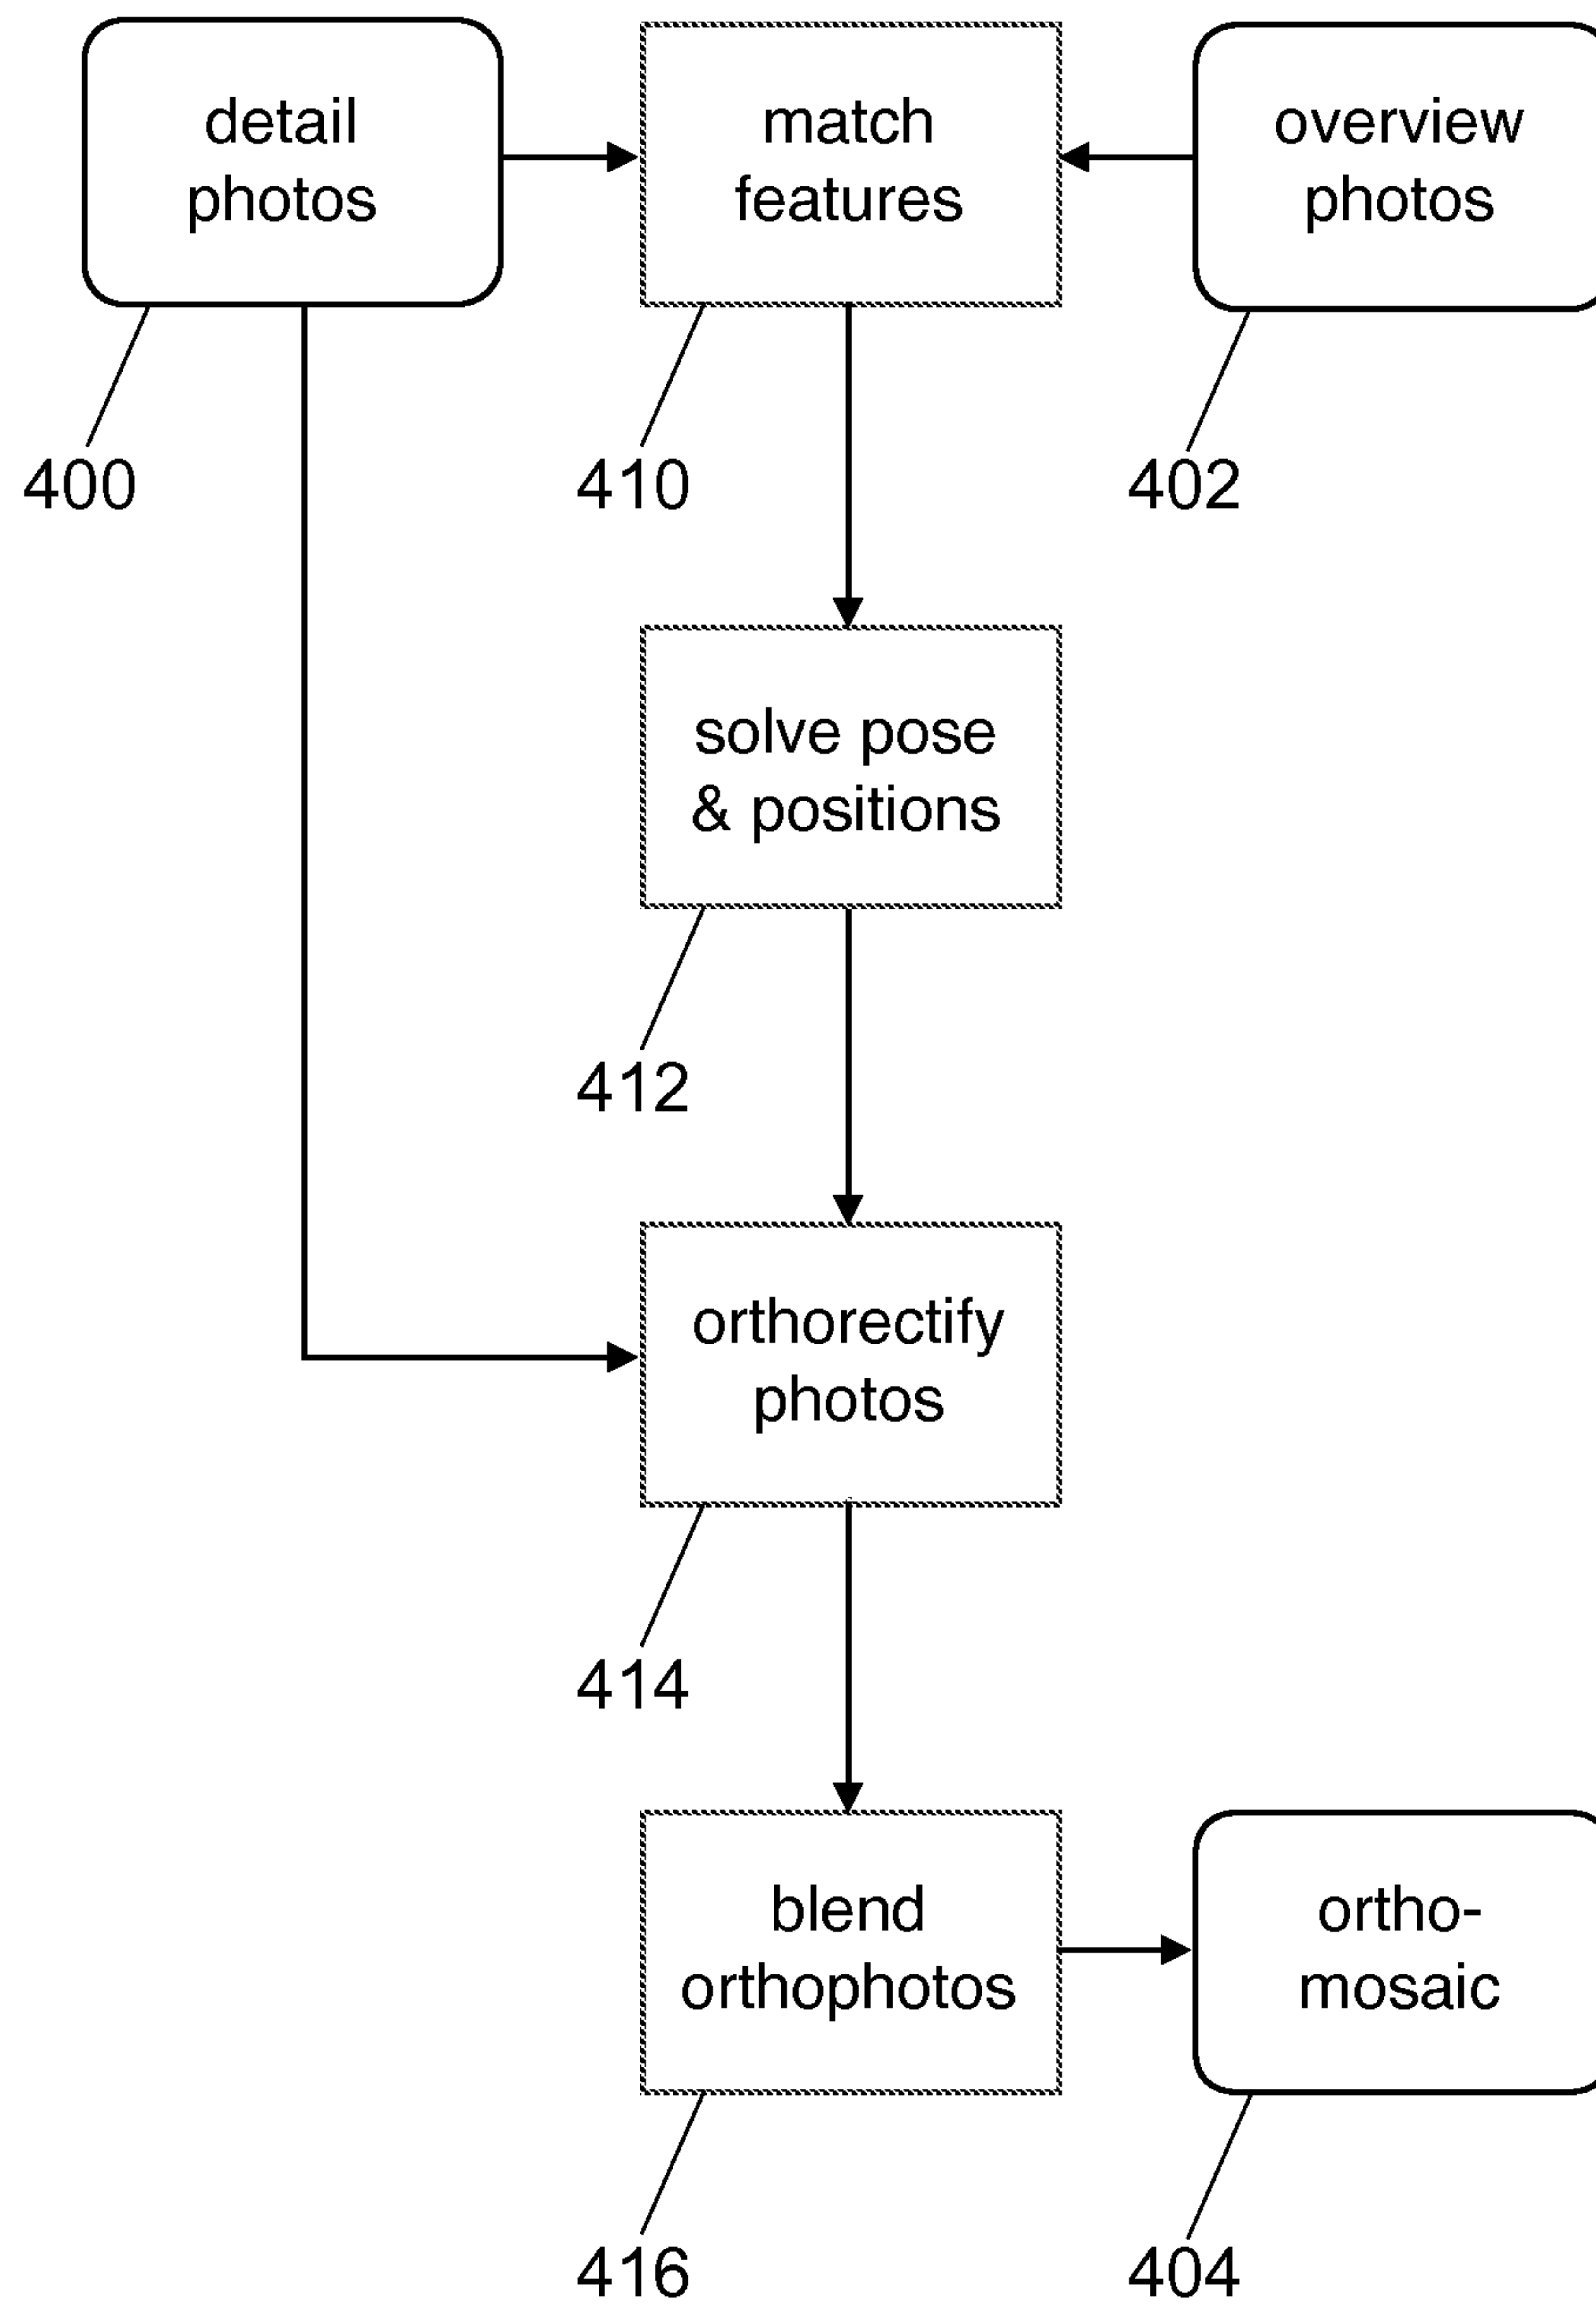 detail
photos
match
features
overview
photos
400
410
402
solve pose
& positions
412
orthorectify
photos
414
blend
orthophotos
ortho-
mosaic
416
404